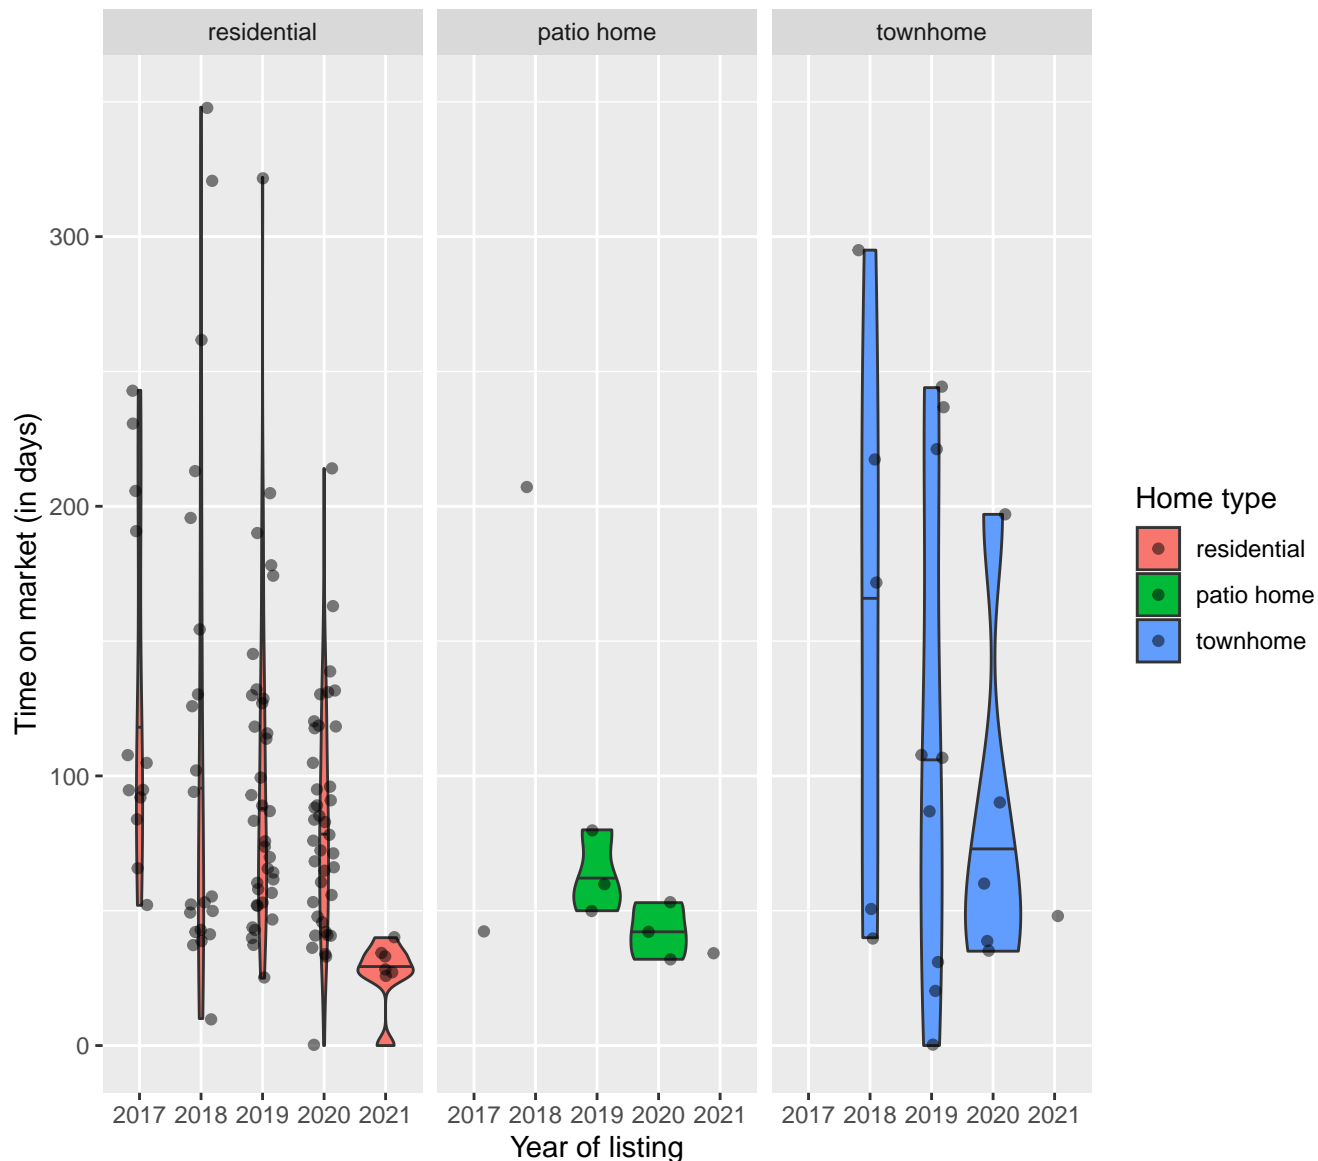 residential
patio home
townhome
Time on market (in days)
300
200
100
0
2017 2018 2019 2020 2021
2017 2018 2019 2020 2021
2017 2018 2019 2020 2021
Year of listing
Home type
residential
patio home
townhome